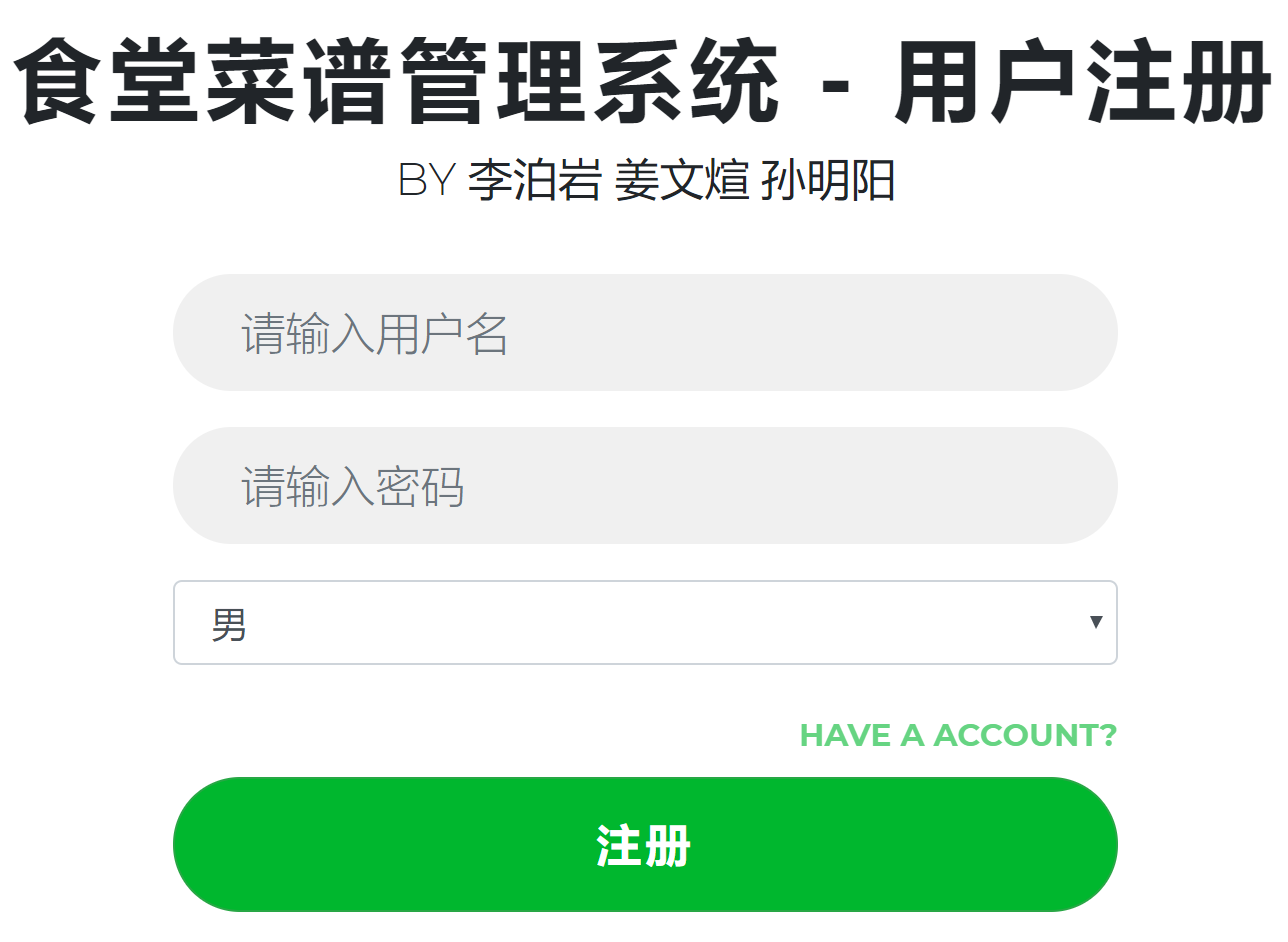 食堂菜谱管理系统 - 用户注册
BY 李泊岩 姜文煊 孙明阳
请输入用户名
请输入密码
男
HAVE A ACCOUNT?
注册